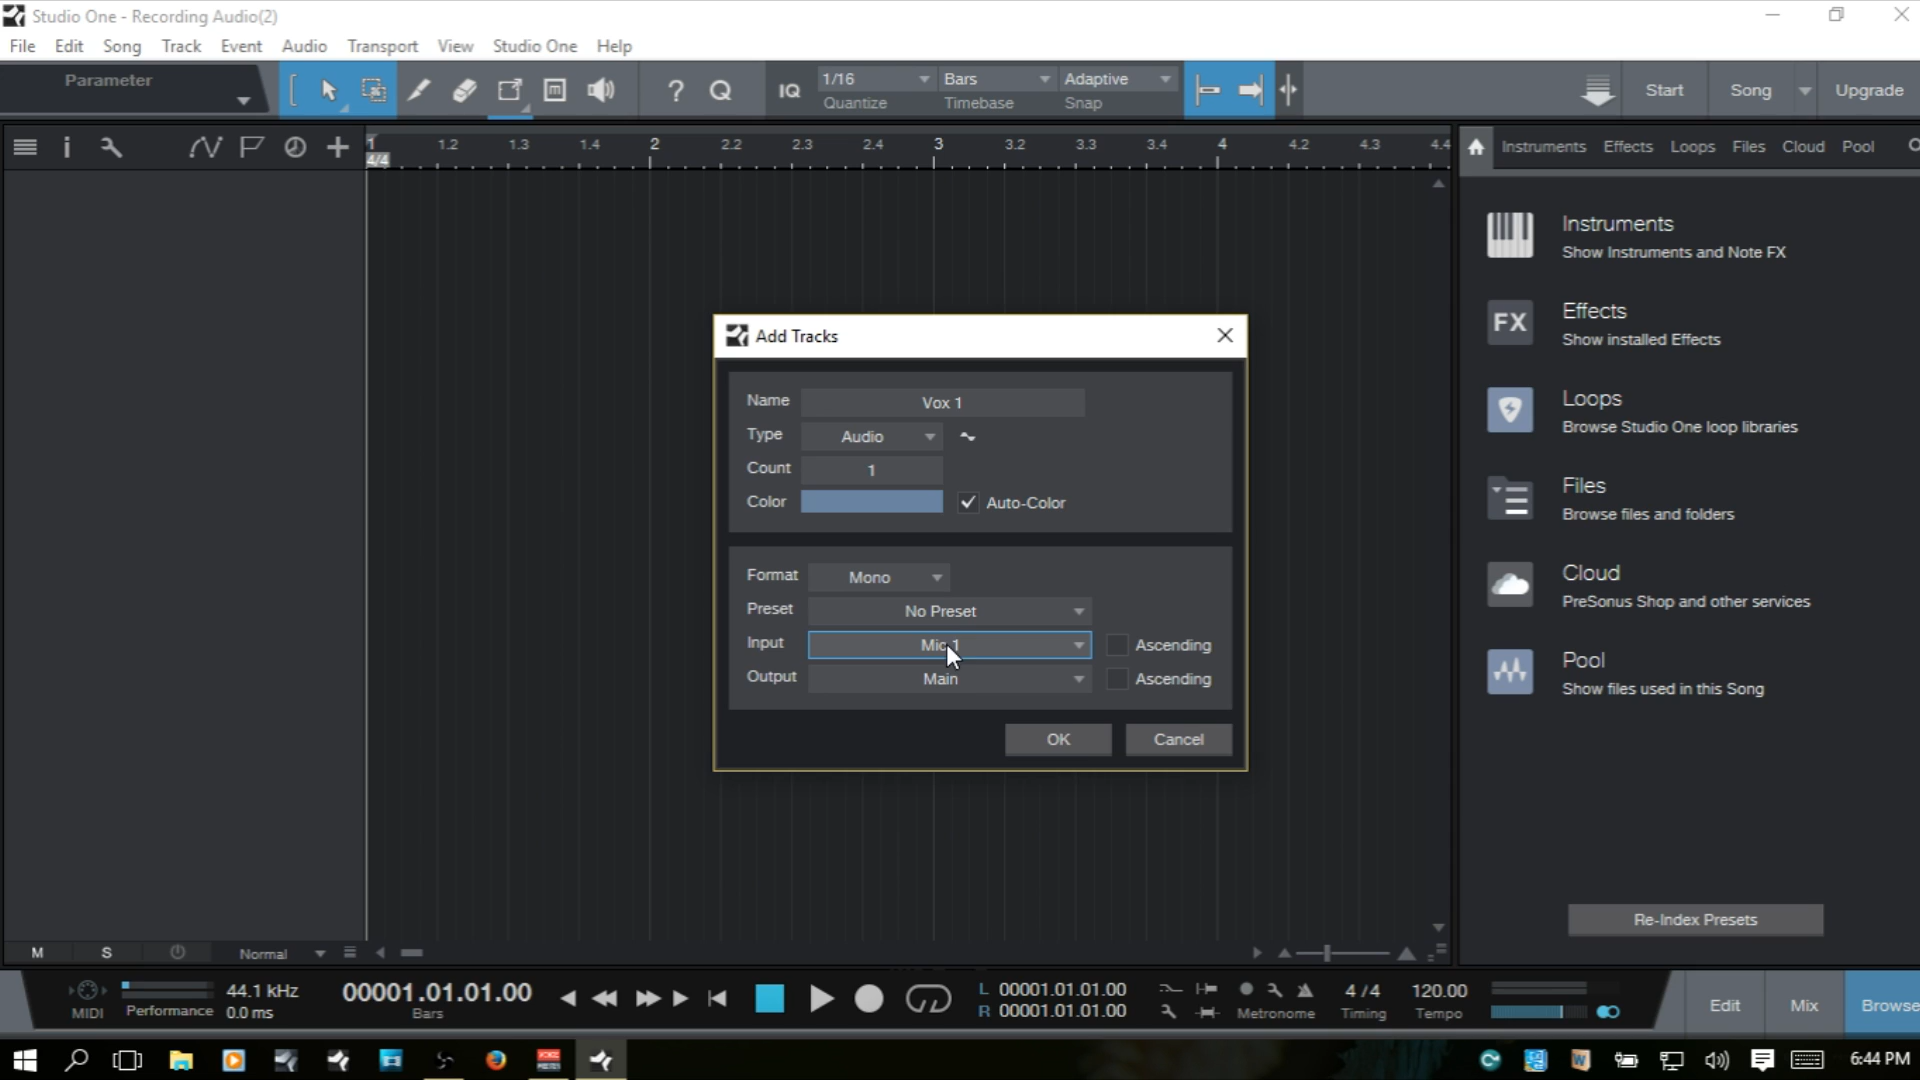 Studio One - Recording Audio(2)
File Edit Song Track Event Audio Transport View Studio One Help
Parameter
? Q IQ 1/16 Bars Adaptive
Quantize Timebase Snap
Start Song Upgrade
1 1.2 1.3 1.4 2 2.2 2.3 2.4 3 3.2 3.3 3.4 4 4.2 4.3 4.4
4/4
Instruments Effects Loops Files Cloud Pool
Instruments
Show Instruments and Note FX
FX Effects
Show installed Effects
Loops
Browse Studio One loop libraries
Files
Browse files and folders
Cloud
PreSonus Shop and other services
Pool
Show files used in this Song
Re-Index Presets
Add Tracks
Name Vox 1
Type Audio
Count 1
Color Auto-Color
Format Mono
Preset No Preset
Input Mic 1 Ascending
Output Main Ascending
OK Cancel
M S Normal
MIDI
Performance
44.1 kHz
0.0 ms
00001.01.01.00
Bars
L 00001.01.01.00
R 00001.01.01.00
Metronome
4 / 4
Timing
120.00
Tempo
Edit Mix Browse
6:44 PM